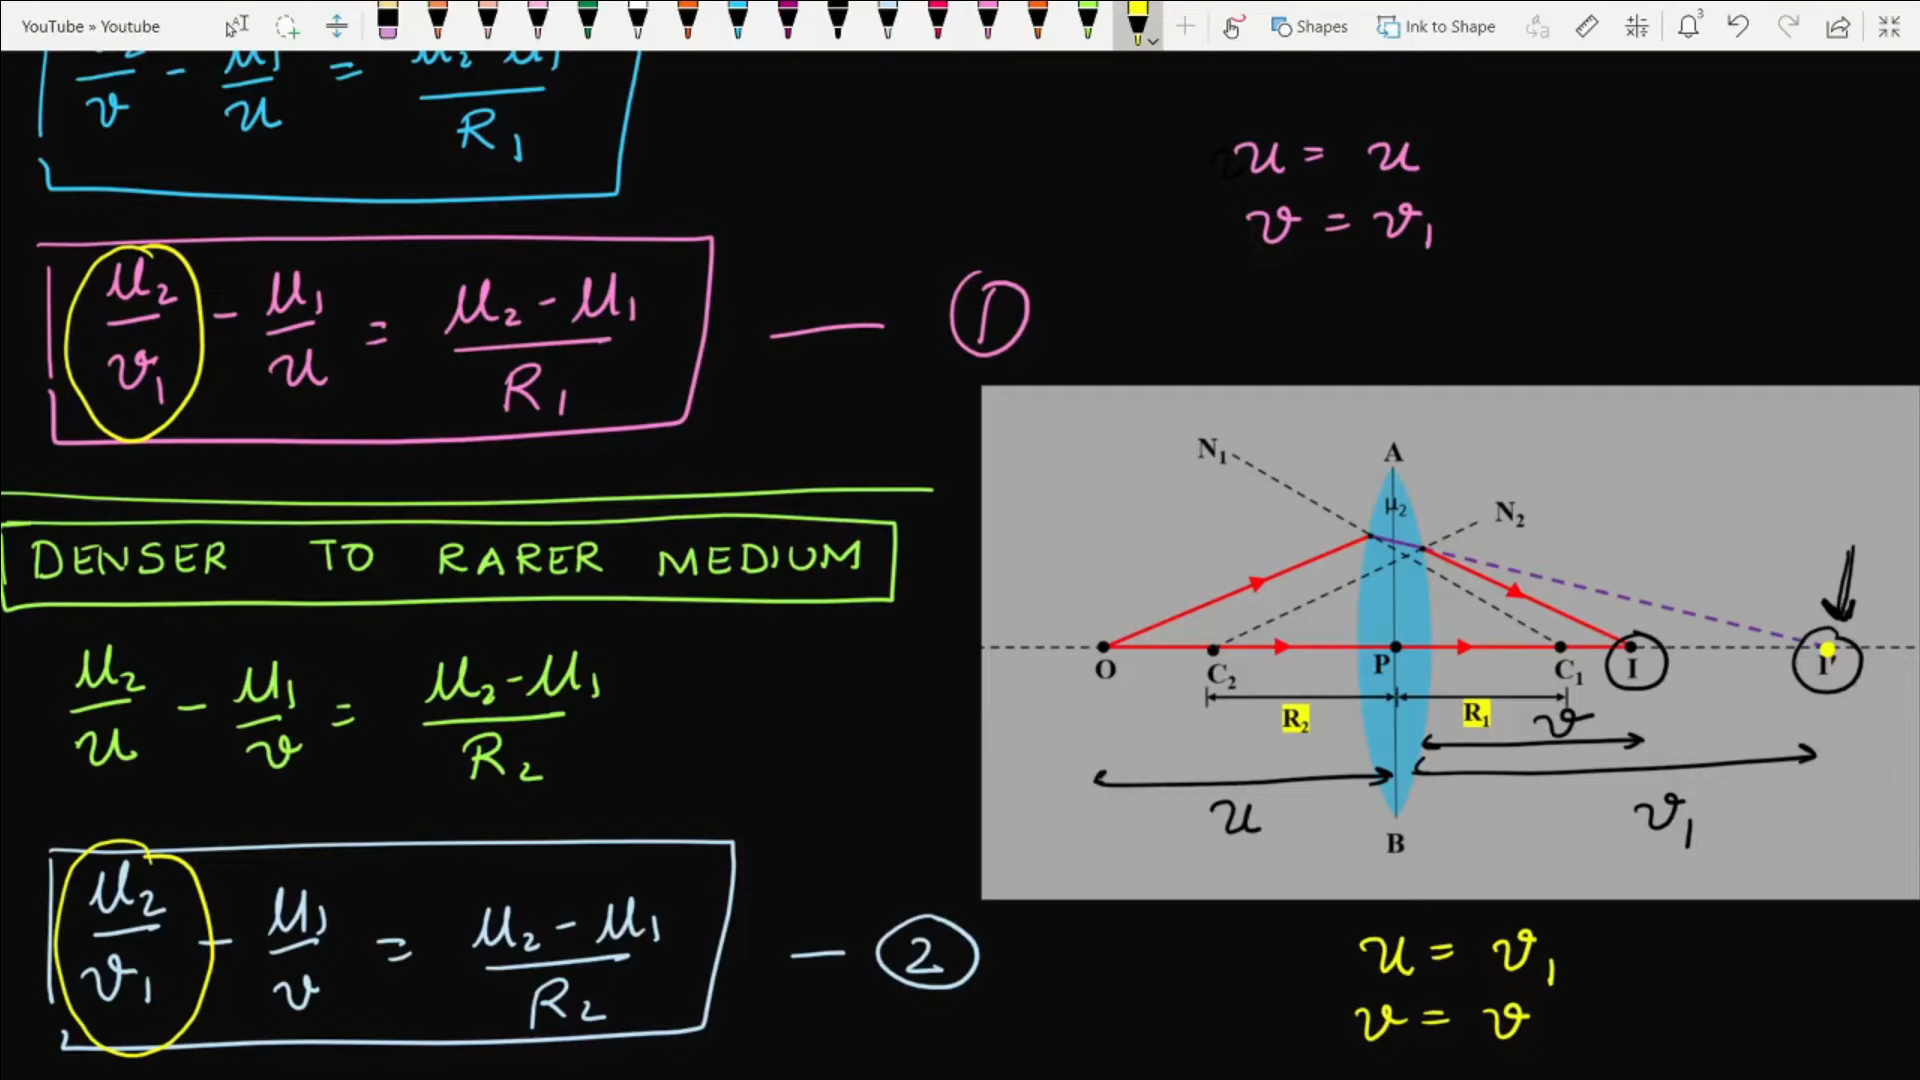 YouTube » Youtube
Shapes
Ink to Shape
3
v - u = R₁
u = u
v = v₁
μ₂/v₁ - μ₁/u = (μ₂ - μ₁)/R₁ — ①
DENSER TO RARER MEDIUM
μ₂/u - μ₁/v = (μ₂ - μ₁)/R₂
μ₂/v₁ - μ₁/v = (μ₂ - μ₁)/R₂ — ②
N₁
A
μ₂
N₂
O
C₂
P
C₁
I
I'
R₂
R₁
v
u
v₁
B
u = v₁
v = v